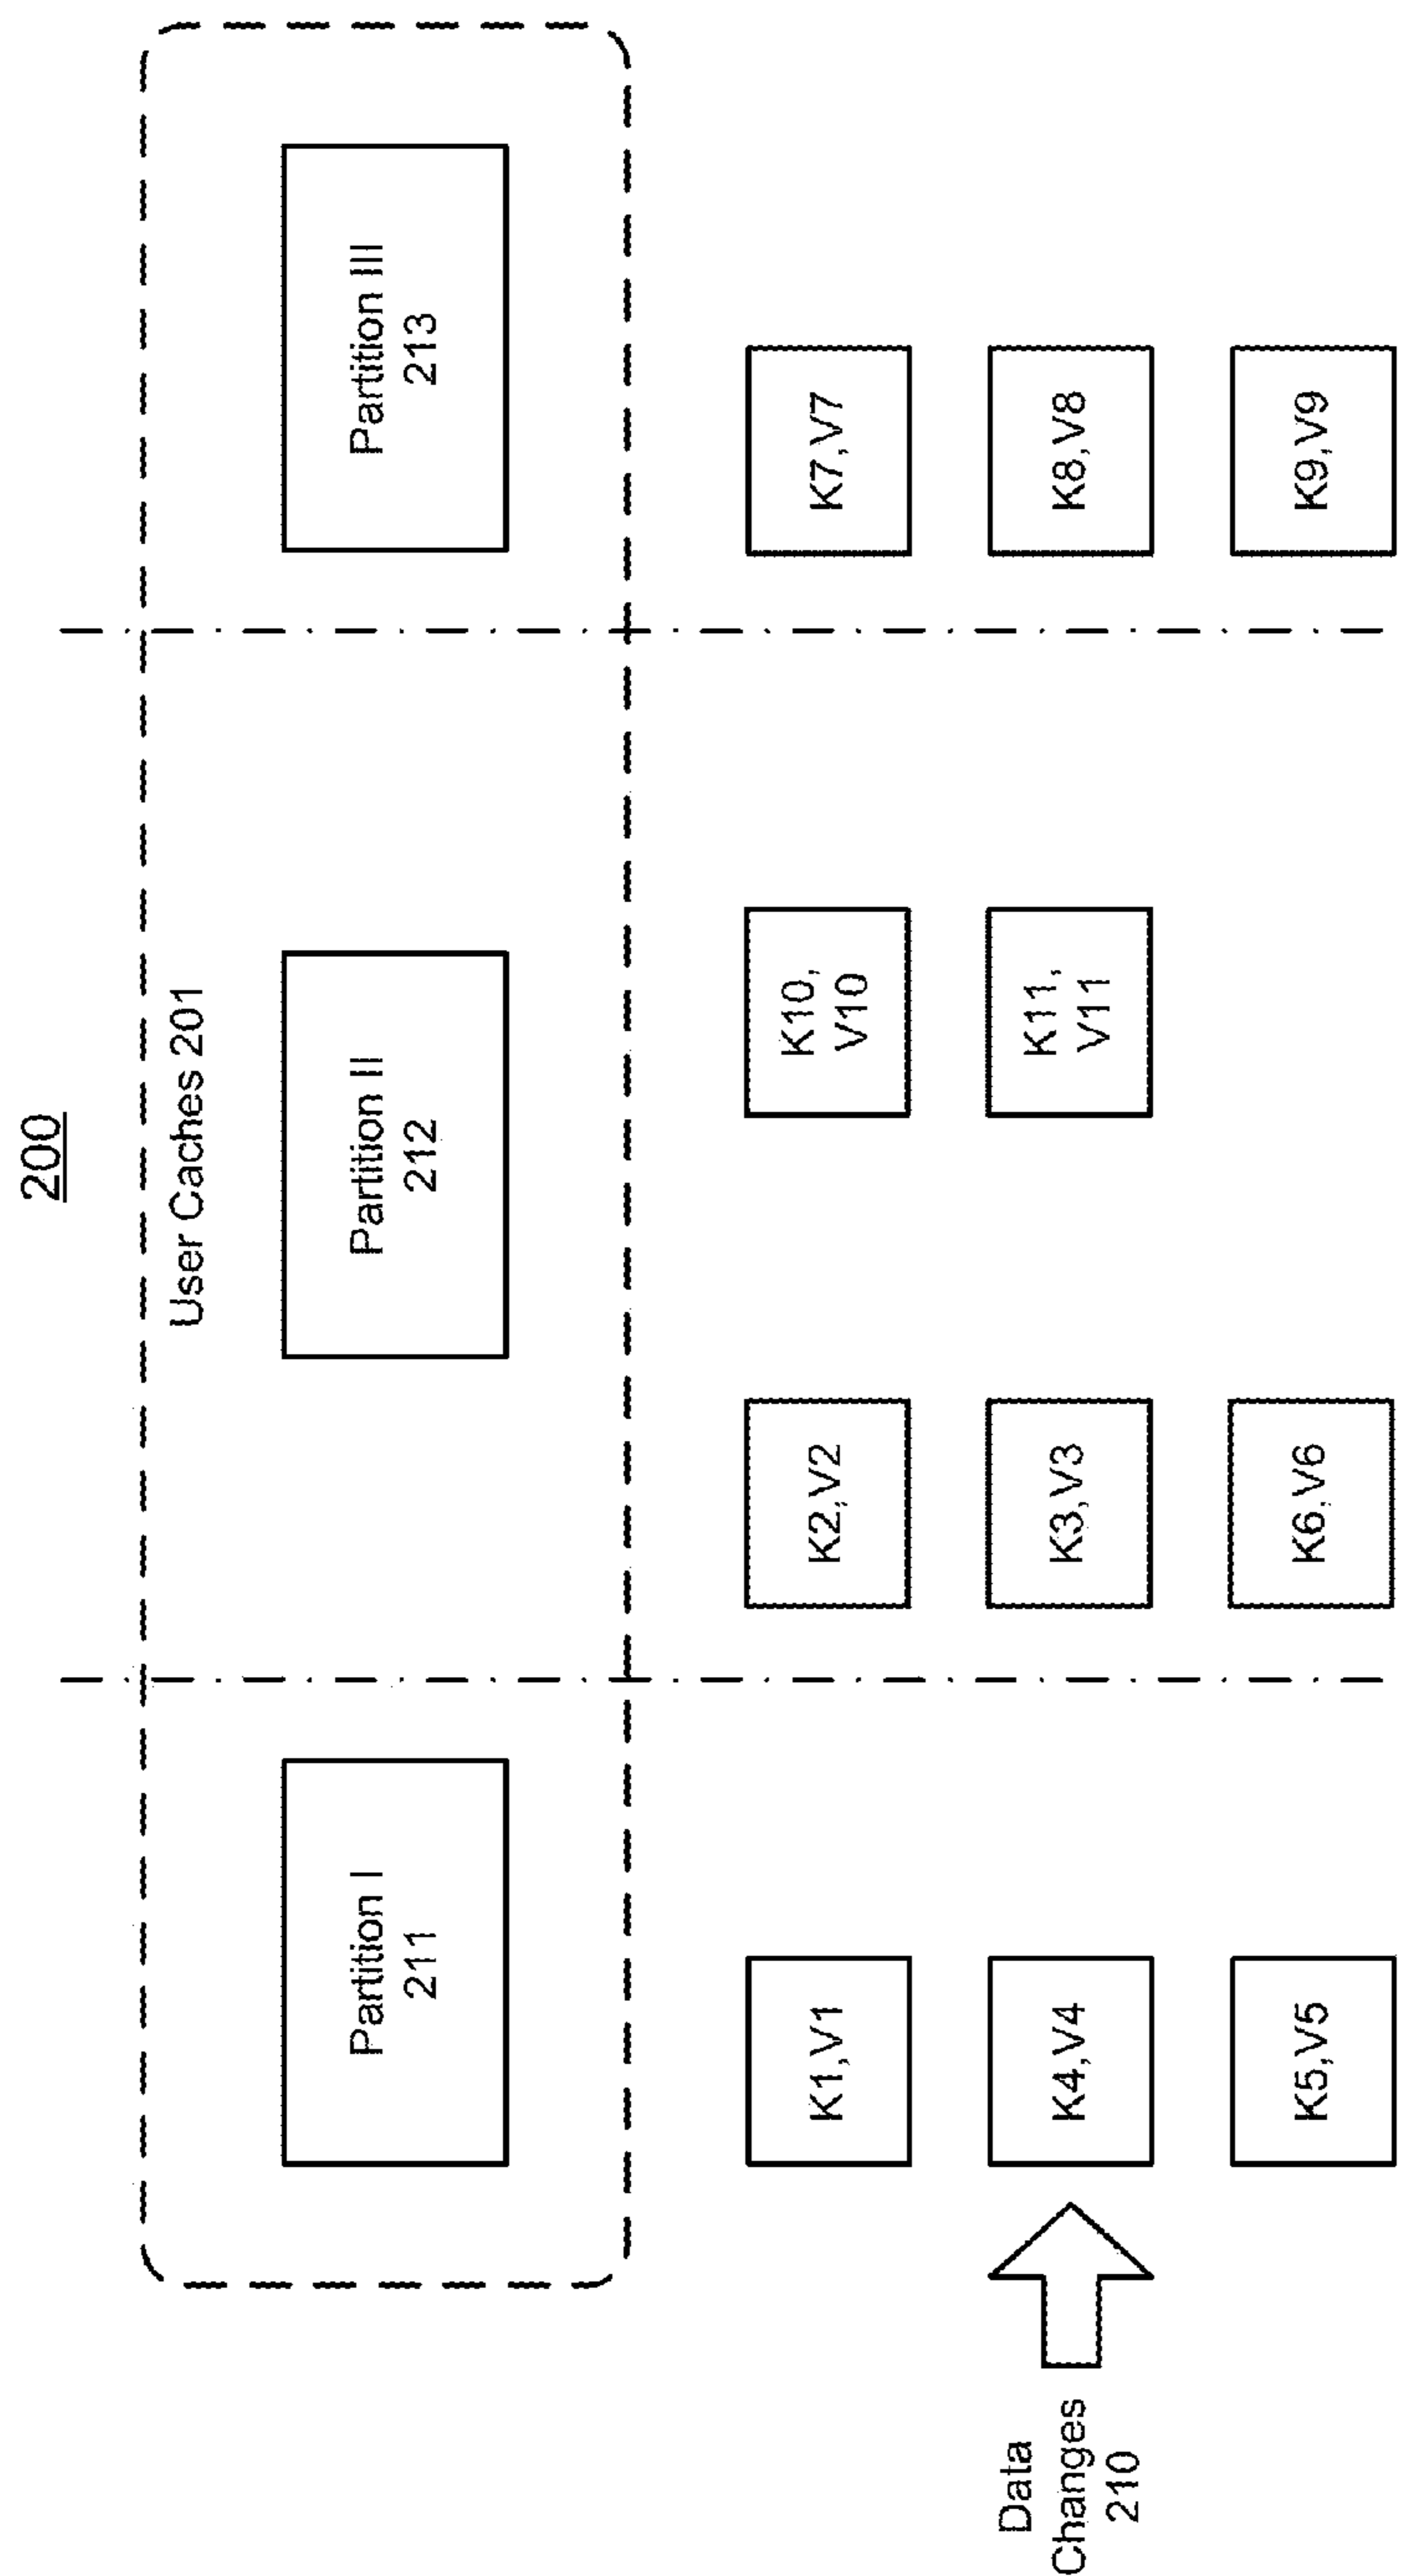 200
User Caches 201
Partition I
211
Partition II
212
Partition III
213
K1,V1
K2,V2
K10,
V10
K7,V7
Data
Changes
210
K4,V4
K3,V3
K11,
V11
K8,V8
K5,V5
K6,V6
K9,V9